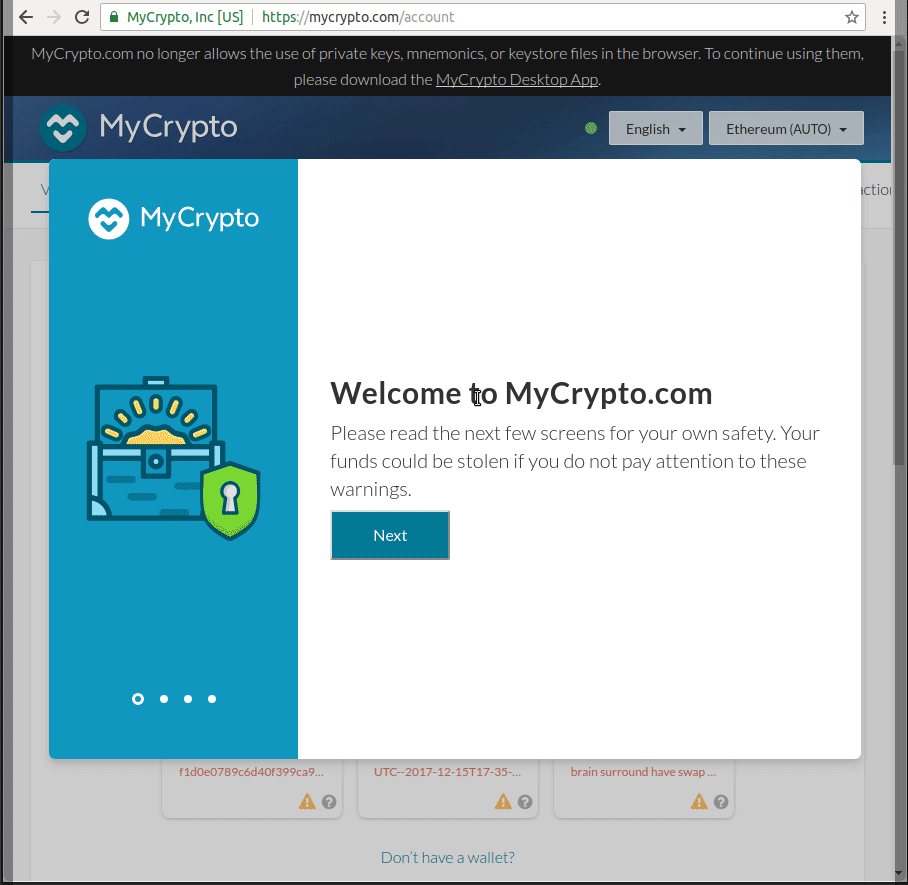 MyCrypto, Inc [US] https://mycrypto.com/account
MyCrypto.com no longer allows the use of private keys, mnemonics, or keystore files in the browser. To continue using them,
please download the MyCrypto Desktop App.
MyCrypto
English
Ethereum (AUTO)
V
actio
MyCrypto
Welcome to MyCrypto.com
Please read the next few screens for your own safety. Your
funds could be stolen if you do not pay attention to these
warnings.
Next
f1d0e0789c6d40f399ca9...
UTC--2017-12-15T17-35-...
brain surround have swap ...
Don't have a wallet?